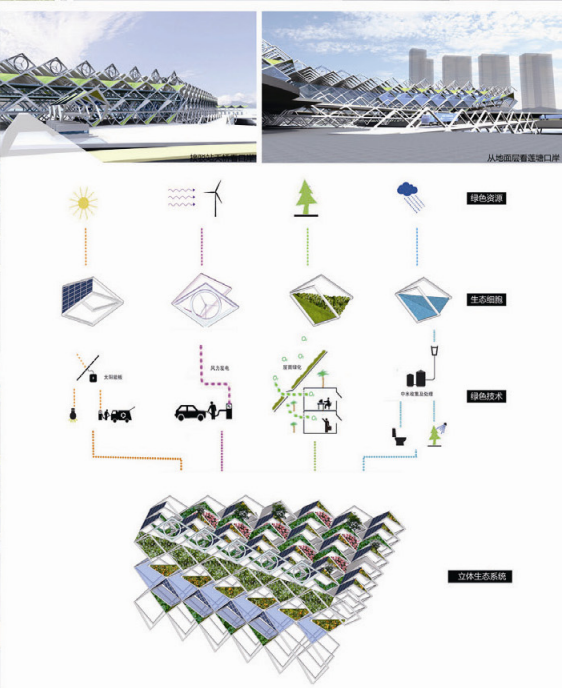 从地面层看莲塘口岸
绿色资源
生态细胞
太阳能板
风力发电
屋面绿化
中水收集及处理
绿色技术
立体生态系统